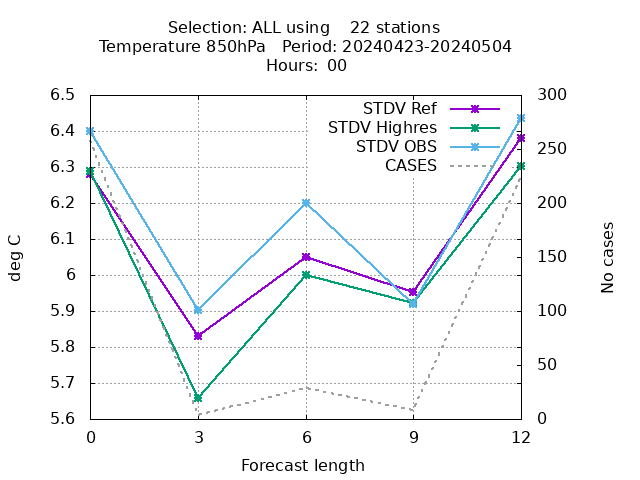 Selection: ALL using    22 stations
Temperature 850hPa   Period: 20240423-20240504
Hours: 00
6.5
6.4
6.3
6.2
6.1
6
5.9
5.8
5.7
5.6
deg C
STDV Ref
STDV Highres
STDV OBS
CASES
300
250
200
150
100
50
0
No cases
0 3 6 9 12
Forecast length